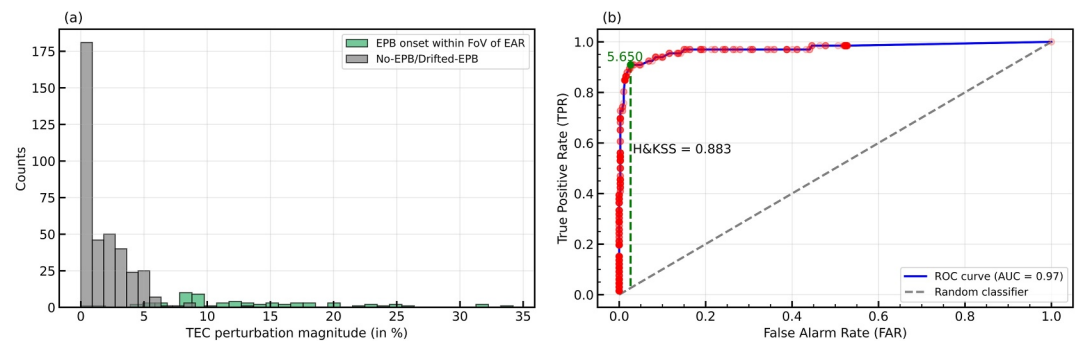 (a)
Counts
175
150
125
100
75
50
25
0
EPB onset within FoV of EAR
No-EPB/Drifted-EPB
0
5
10
15
20
25
30
35
TEC perturbation magnitude (in %)
(b)
True Positive Rate (TPR)
1.0
0.8
0.6
0.4
0.2
0.0
5.650
H&KSS = 0.883
ROC curve (AUC = 0.97)
Random classifier
0.0
0.2
0.4
0.6
0.8
1.0
False Alarm Rate (FAR)